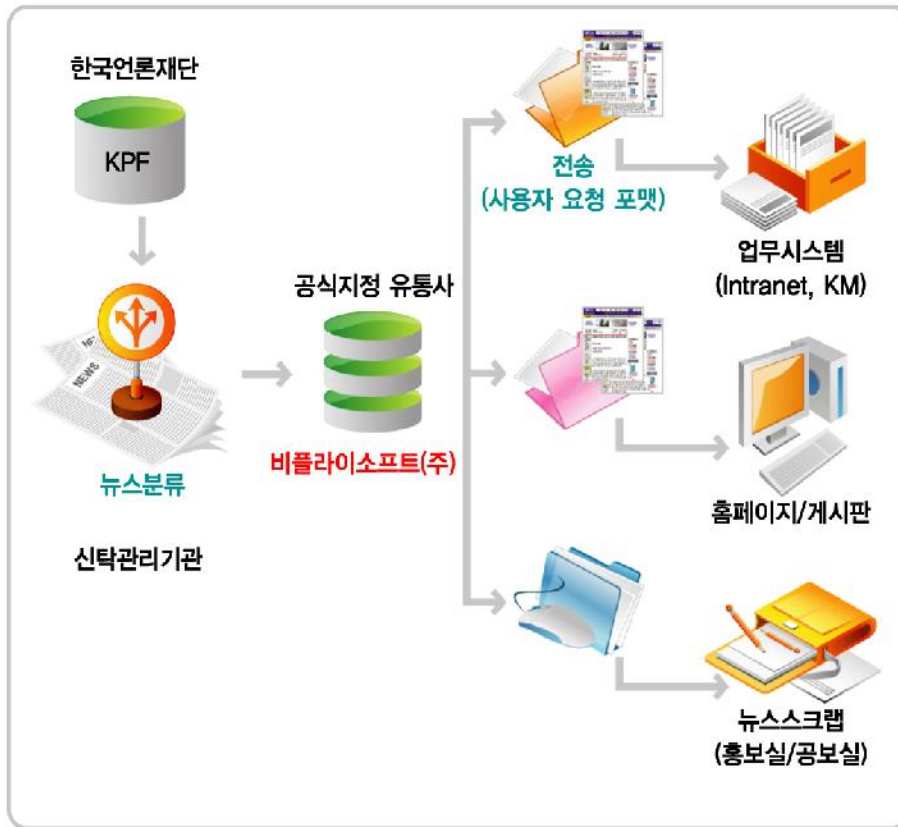 한국언론재단
KPF
NEWS
뉴스분류
신탁관리기관
공식지정 유통사
비플라이소프트(주)
전송
(사용자 요청 포맷)
업무시스템
(Intranet, KM)
홈페이지/게시판
뉴스스크랩
(홍보실/공보실)